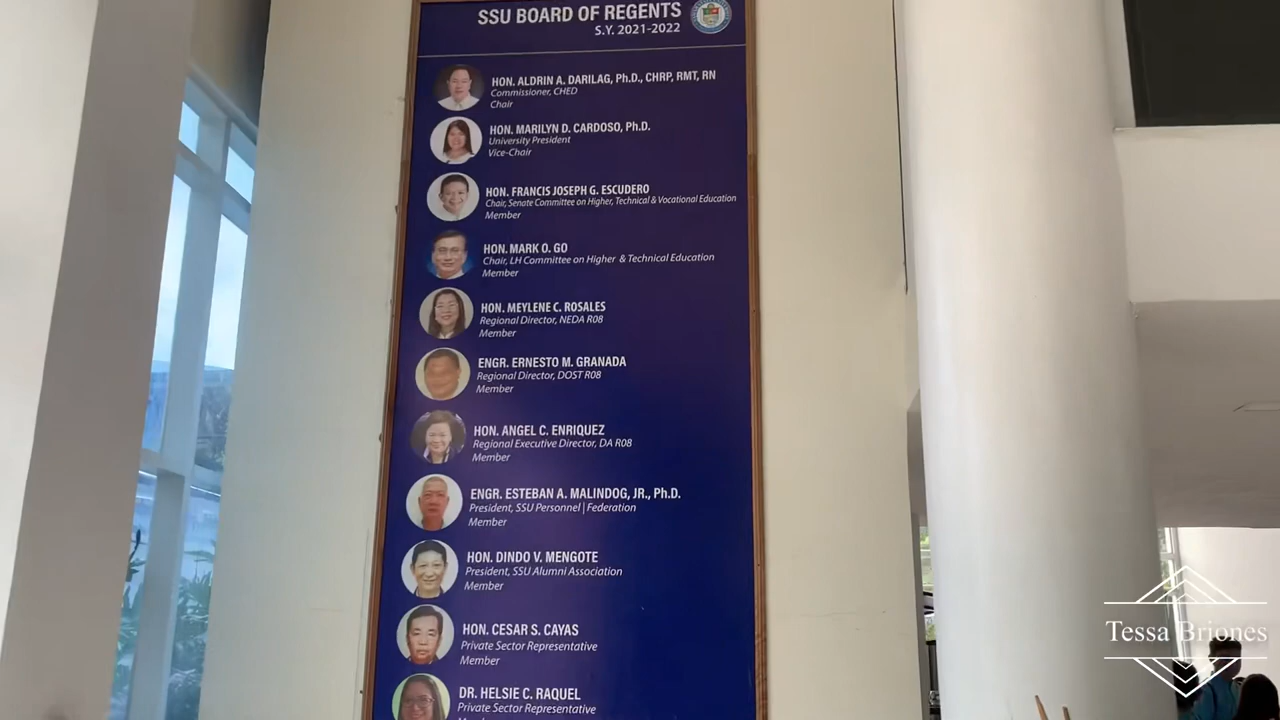 SSU BOARD OF REGENTS
S.Y. 2021-2022
HON. ALDRIN A. DARILAG, Ph.D., CHRP, RMT, RN
Commissioner, CHED
Chair
HON. MARILYN D. CARDOSO, Ph.D.
University President
Vice-Chair
HON. FRANCIS JOSEPH G. ESCUDERO
Chair, Senate Committee on Higher, Technical & Vocational Education
Member
HON. MARK O. GO
Chair, LH Committee on Higher & Technical Education
Member
HON. MEYLENE C. ROSALES
Regional Director, NEDA R08
Member
ENGR. ERNESTO M. GRANADA
Regional Director, DOST R08
Member
HON. ANGEL C. ENRIQUEZ
Regional Executive Director, DA R08
Member
ENGR. ESTEBAN A. MALINDOG, JR., Ph.D.
President, SSU Personnel | Federation
Member
HON. DINDO V. MENGOTE
President, SSU Alumni Association
Member
HON. CESAR S. CAYAS
Private Sector Representative
Member
DR. HELSIE C. RAQUEL
Private Sector Representative
Tessa Briones